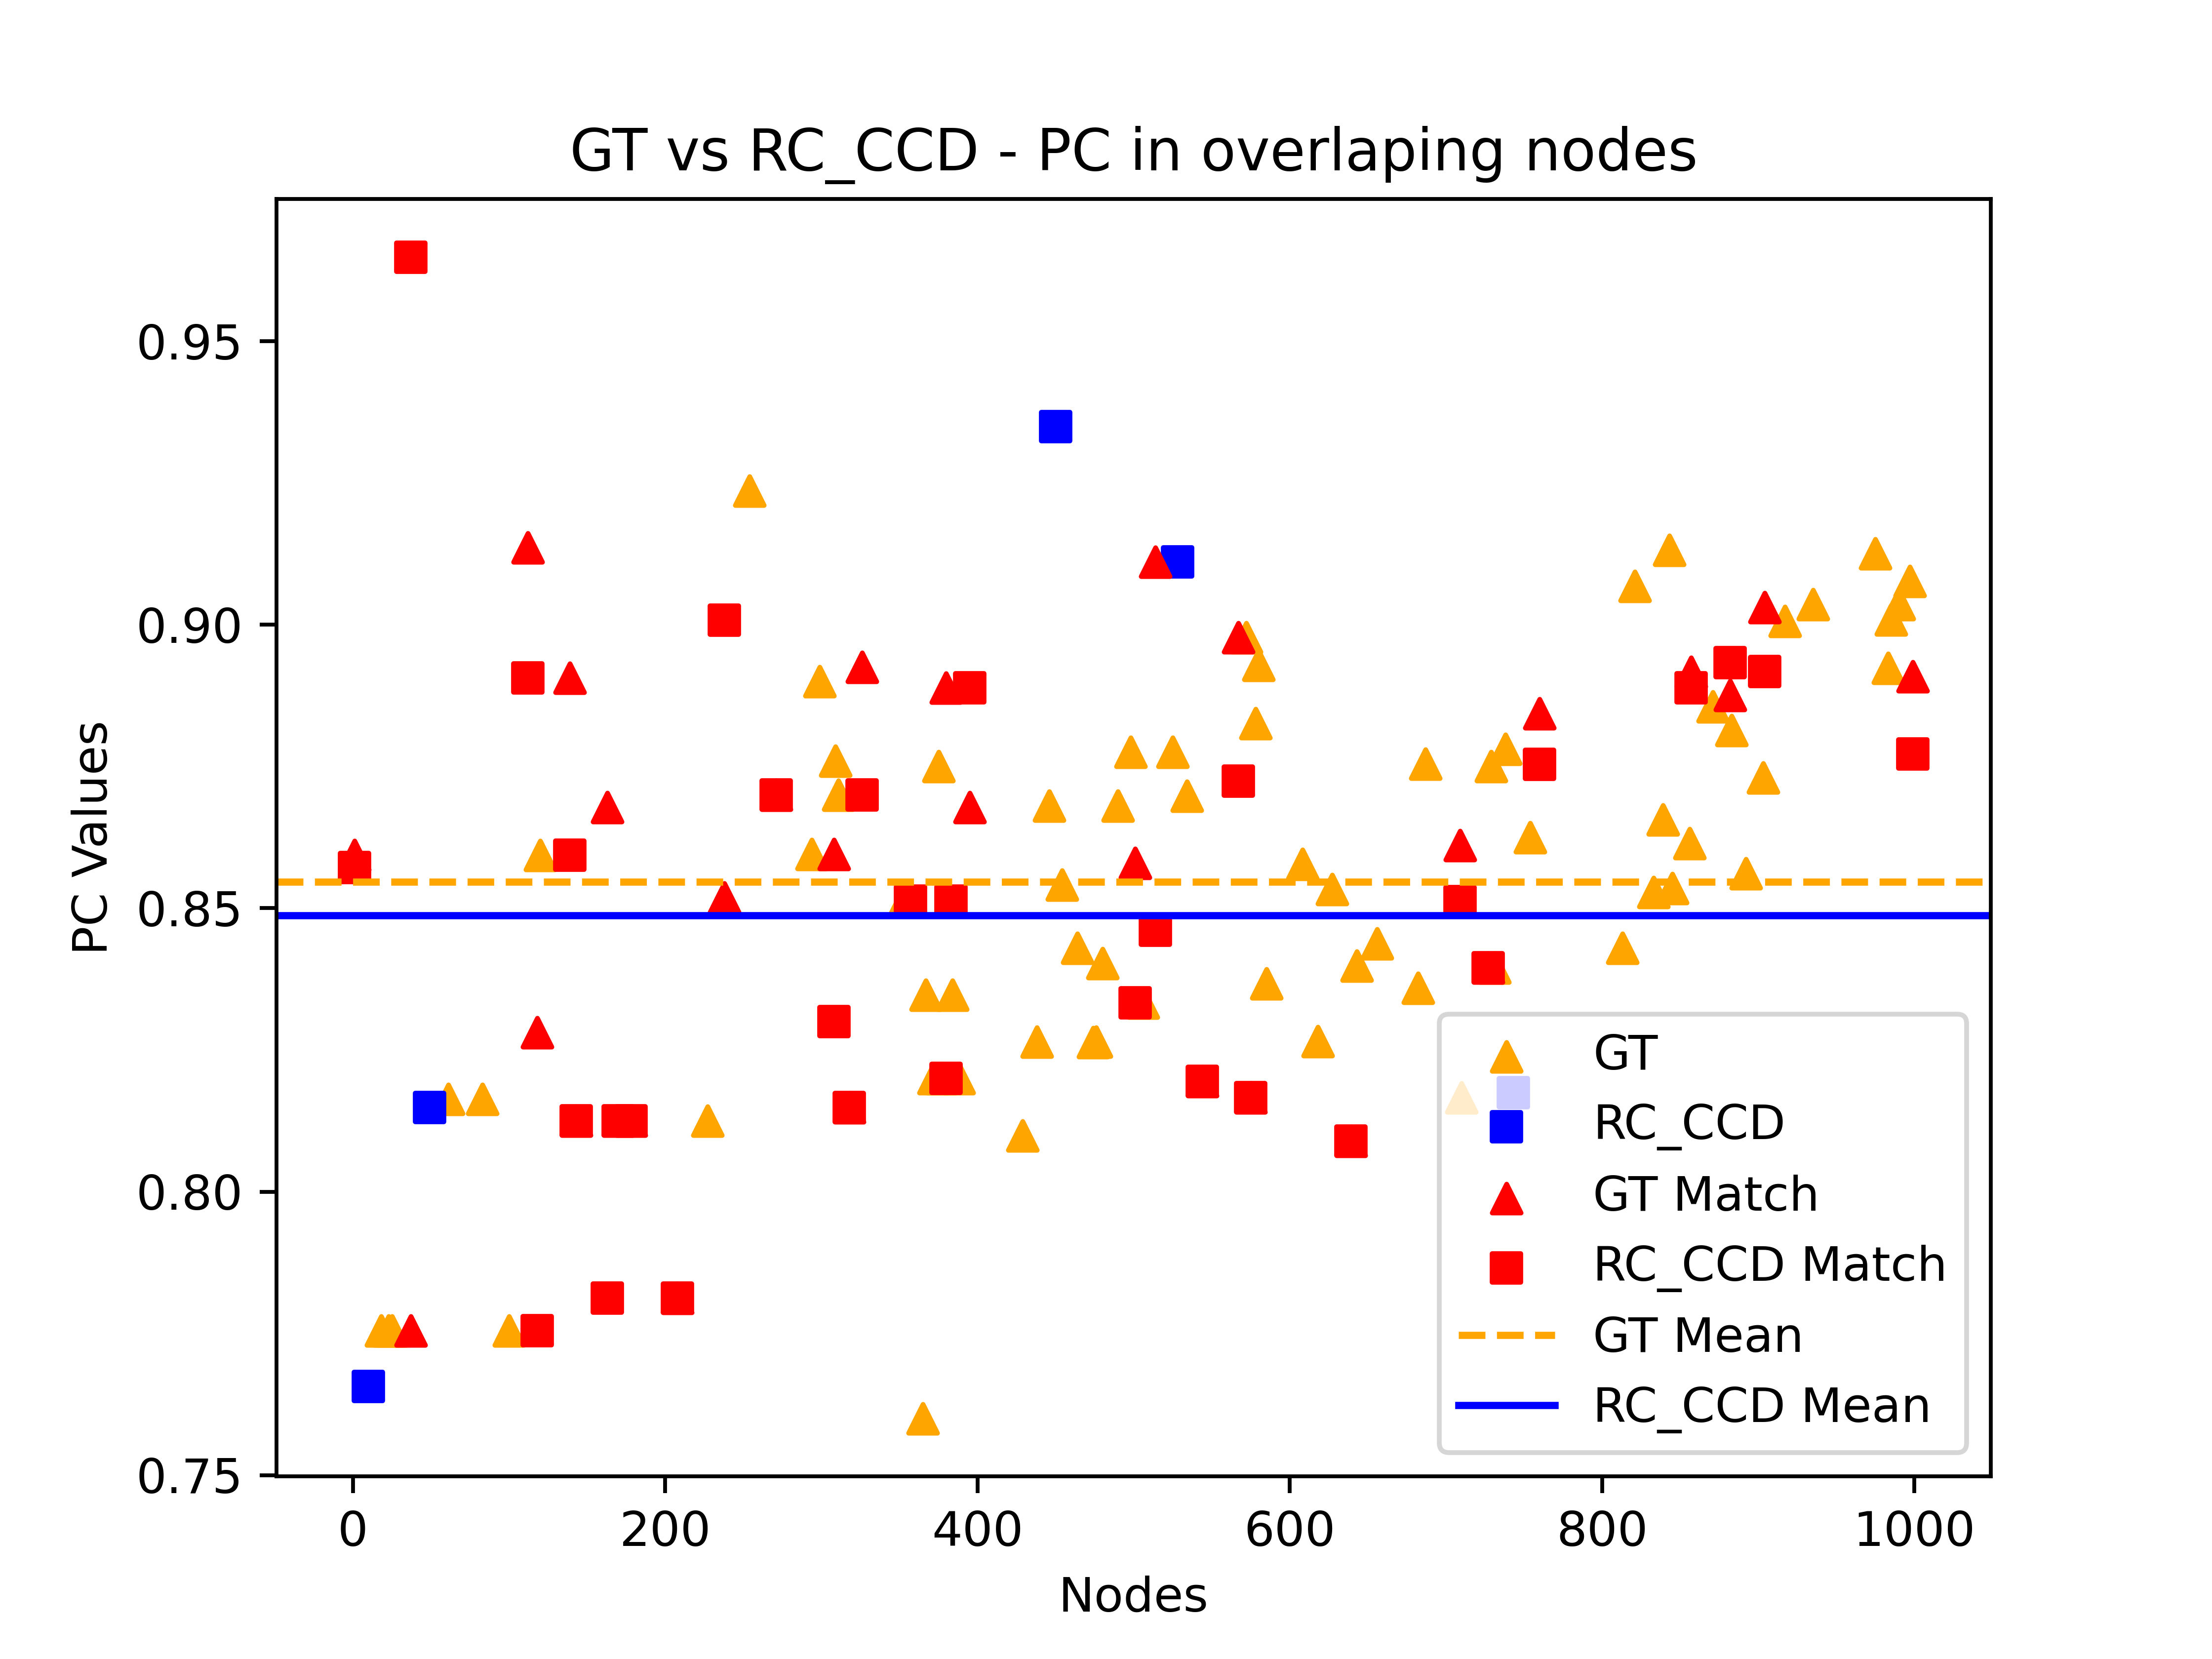 GT vs RC_CCD - PC in overlaping nodes
PC Values
0.95
0.90
0.85
0.80
0.75
0 200 400 600 800 1000
Nodes
GT
RC_CCD
GT Match
RC_CCD Match
GT Mean
RC_CCD Mean